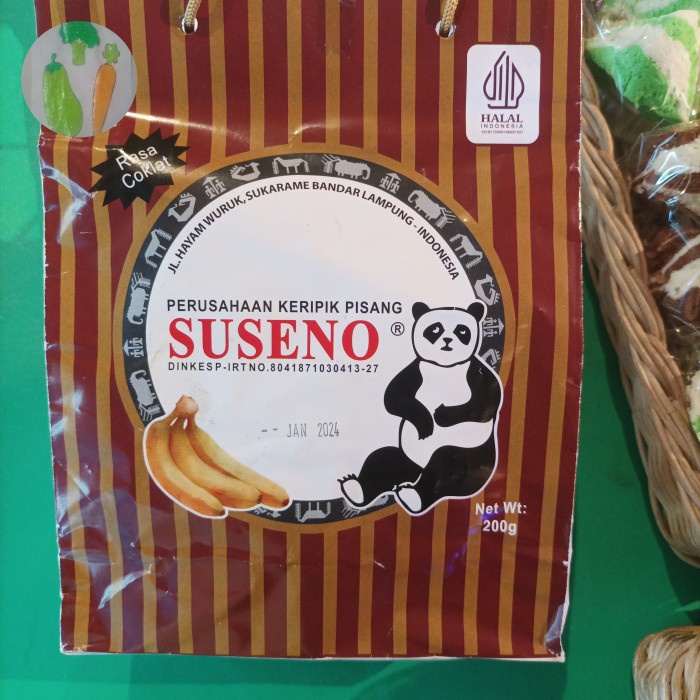 HALAL
INDONESIA
Rasa
Coklat
JL. HAYAM WURUK, SUKARAME BANDAR LAMPUNG - INDONESIA
PERUSAHAAN KERIPIK PISANG
SUSENO ®
DINKESP-IRTNO.8041871030413-27
-- JAN 2024
Net Wt:
200g